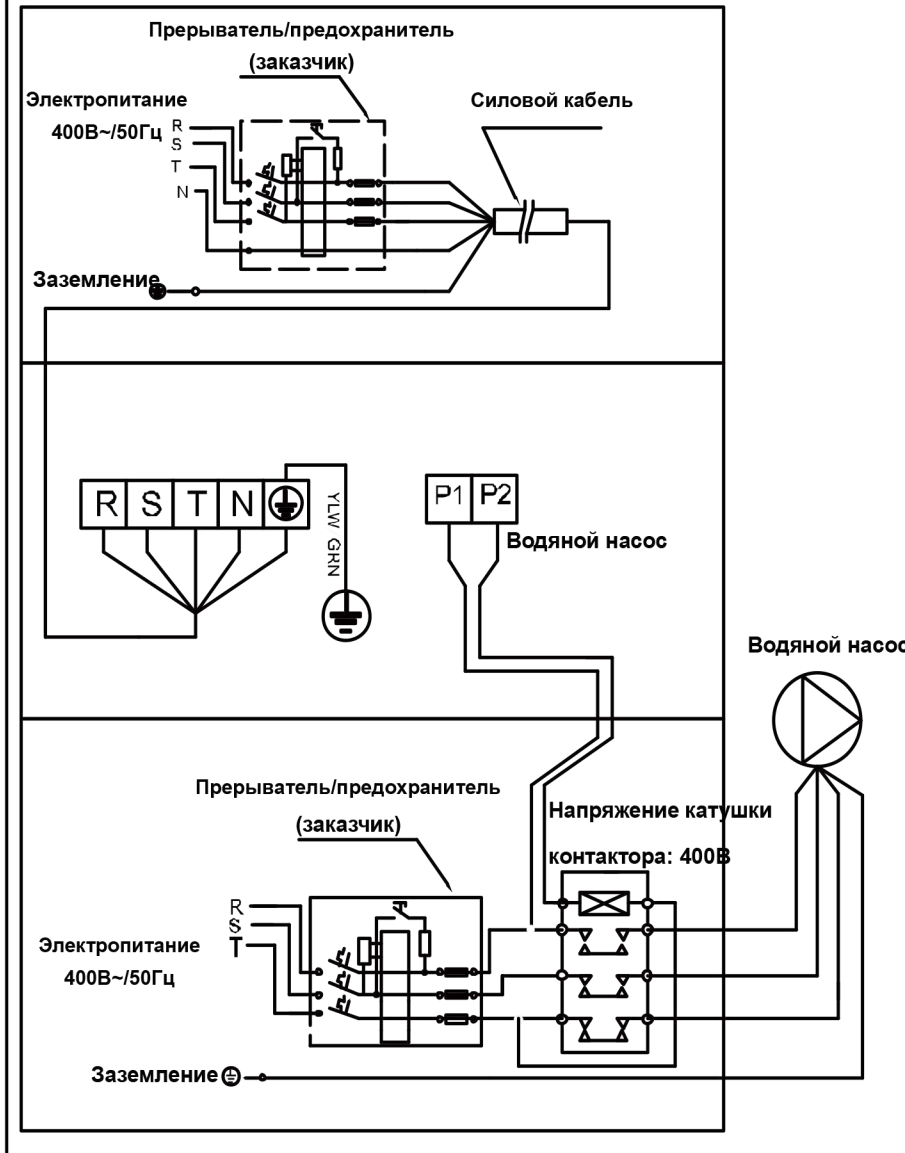 Прерыватель/предохранитель
(заказчик)
Электропитание
400В~/50Гц
R
S
T
N
Силовой кабель
Заземление
R S T N
YLW GRN
P1 P2
Водяной насос
Водяной насос
Прерыватель/предохранитель
(заказчик)
Напряжение катушки
контактора: 400В
R
S
T
Электропитание
400В~/50Гц
Заземление